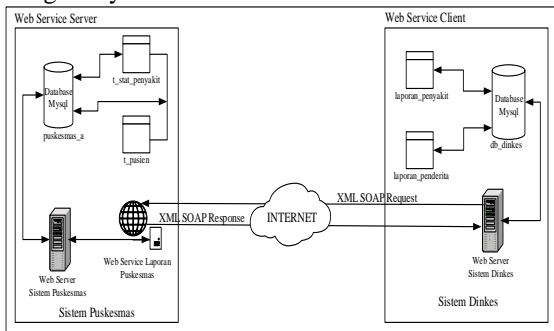 Web Service Server
Database
Mysql
puskesmas_a
t_stat_penyakit
t_pasien
Web Server
Sistem Puskesmas
Web Service Laporan
Puskesmas
Sistem Puskesmas
XML SOAP Response
INTERNET
XML SOAP Request
Web Service Client
laporan_penyakit
laporan_penderita
Database
Mysql
db_dinkes
Web Server
Sistem Dinkes
Sistem Dinkes